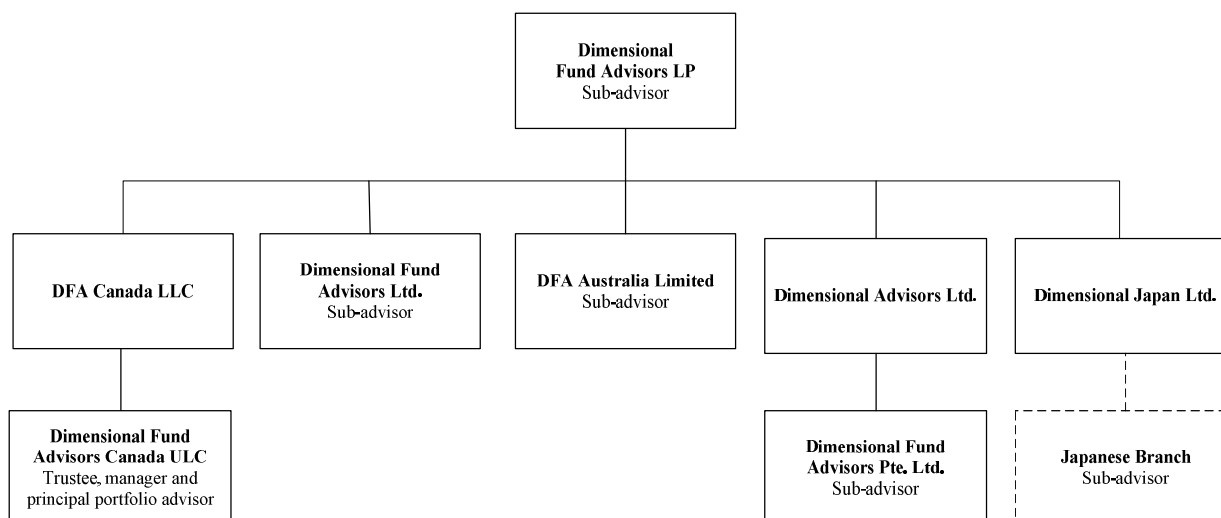 Dimensional
Fund Advisors LP
Sub-advisor
DFA Canada LLC
Dimensional Fund
Advisors Ltd.
Sub-advisor
DFA Australia Limited
Sub-advisor
Dimensional Advisors Ltd.
Dimensional Japan Ltd.
Dimensional Fund
Advisors Canada ULC
Trustee, manager and
principal portfolio advisor
Dimensional Fund
Advisors Pte. Ltd.
Sub-advisor
Japanese Branch
Sub-advisor